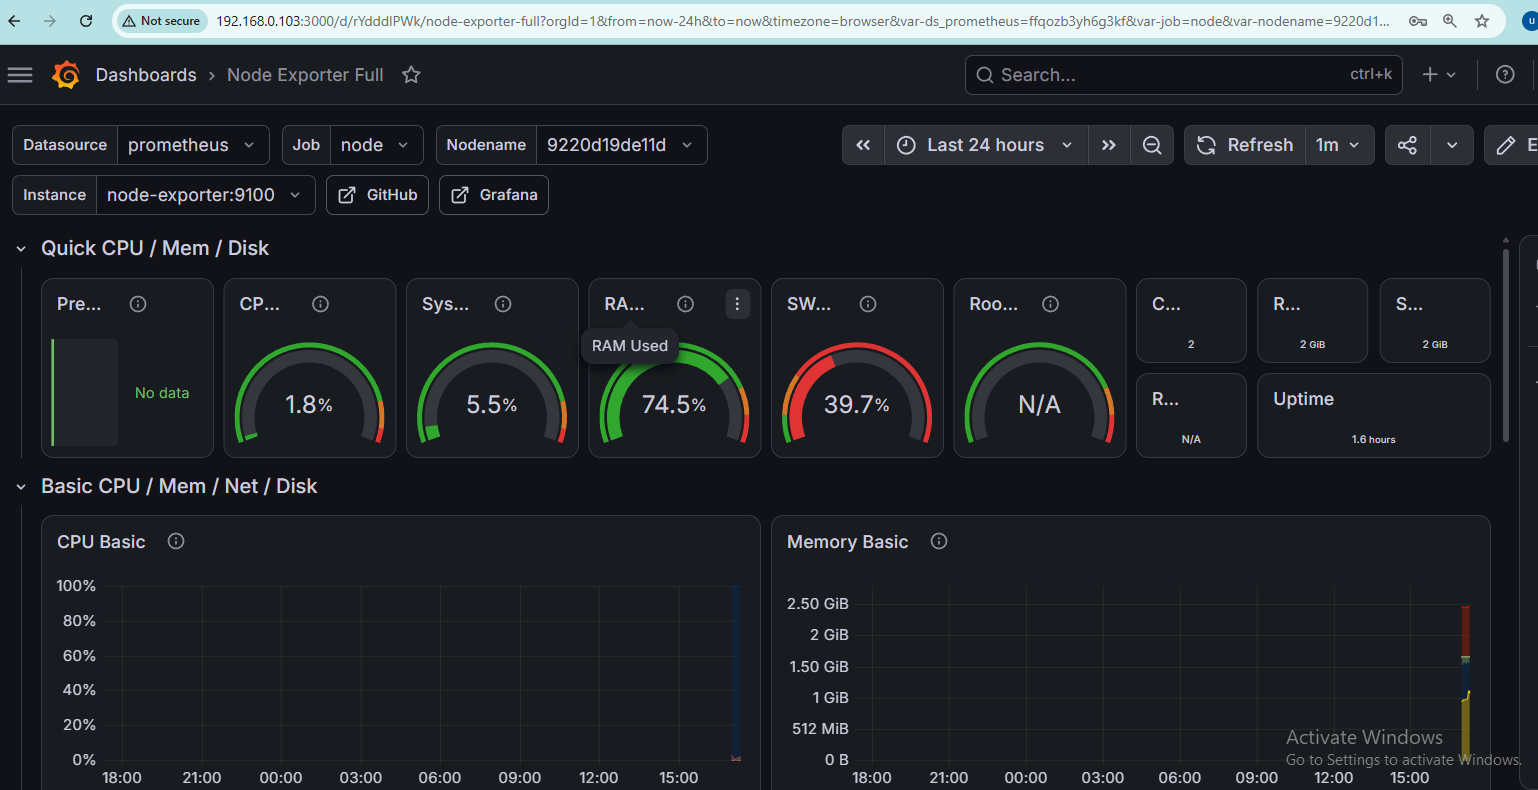 Not secure 192.168.0.103:3000/d/rYdddlPWk/node-exporter-full?orgId=1&from=now-24h&to=now&timezone=browser&var-ds_prometheus=ffqozb3yh6g3kf&var-job=node&var-nodename=9220d1... u
Dashboards › Node Exporter Full Search... ctrl+k
Datasource prometheus Job node Nodename 9220d19de11d Last 24 hours Refresh 1m E
Instance node-exporter:9100 GitHub Grafana
Quick CPU / Mem / Disk
Pre... CP... Sys... RA... SW... Roo... C... R... S...
2 2 GiB 2 GiB
RAM Used
No data 1.8% 5.5% 74.5% 39.7% N/A
R... Uptime
N/A 1.6 hours
Basic CPU / Mem / Net / Disk
CPU Basic
100%
80%
60%
40%
20%
0%
18:00 21:00 00:00 03:00 06:00 09:00 12:00 15:00
Memory Basic
2.50 GiB
2 GiB
1.50 GiB
1 GiB
512 MiB
0 B
18:00 21:00 00:00 03:00 06:00 09:00 12:00 15:00
Activate Windows
Go to Settings to activate Windows.